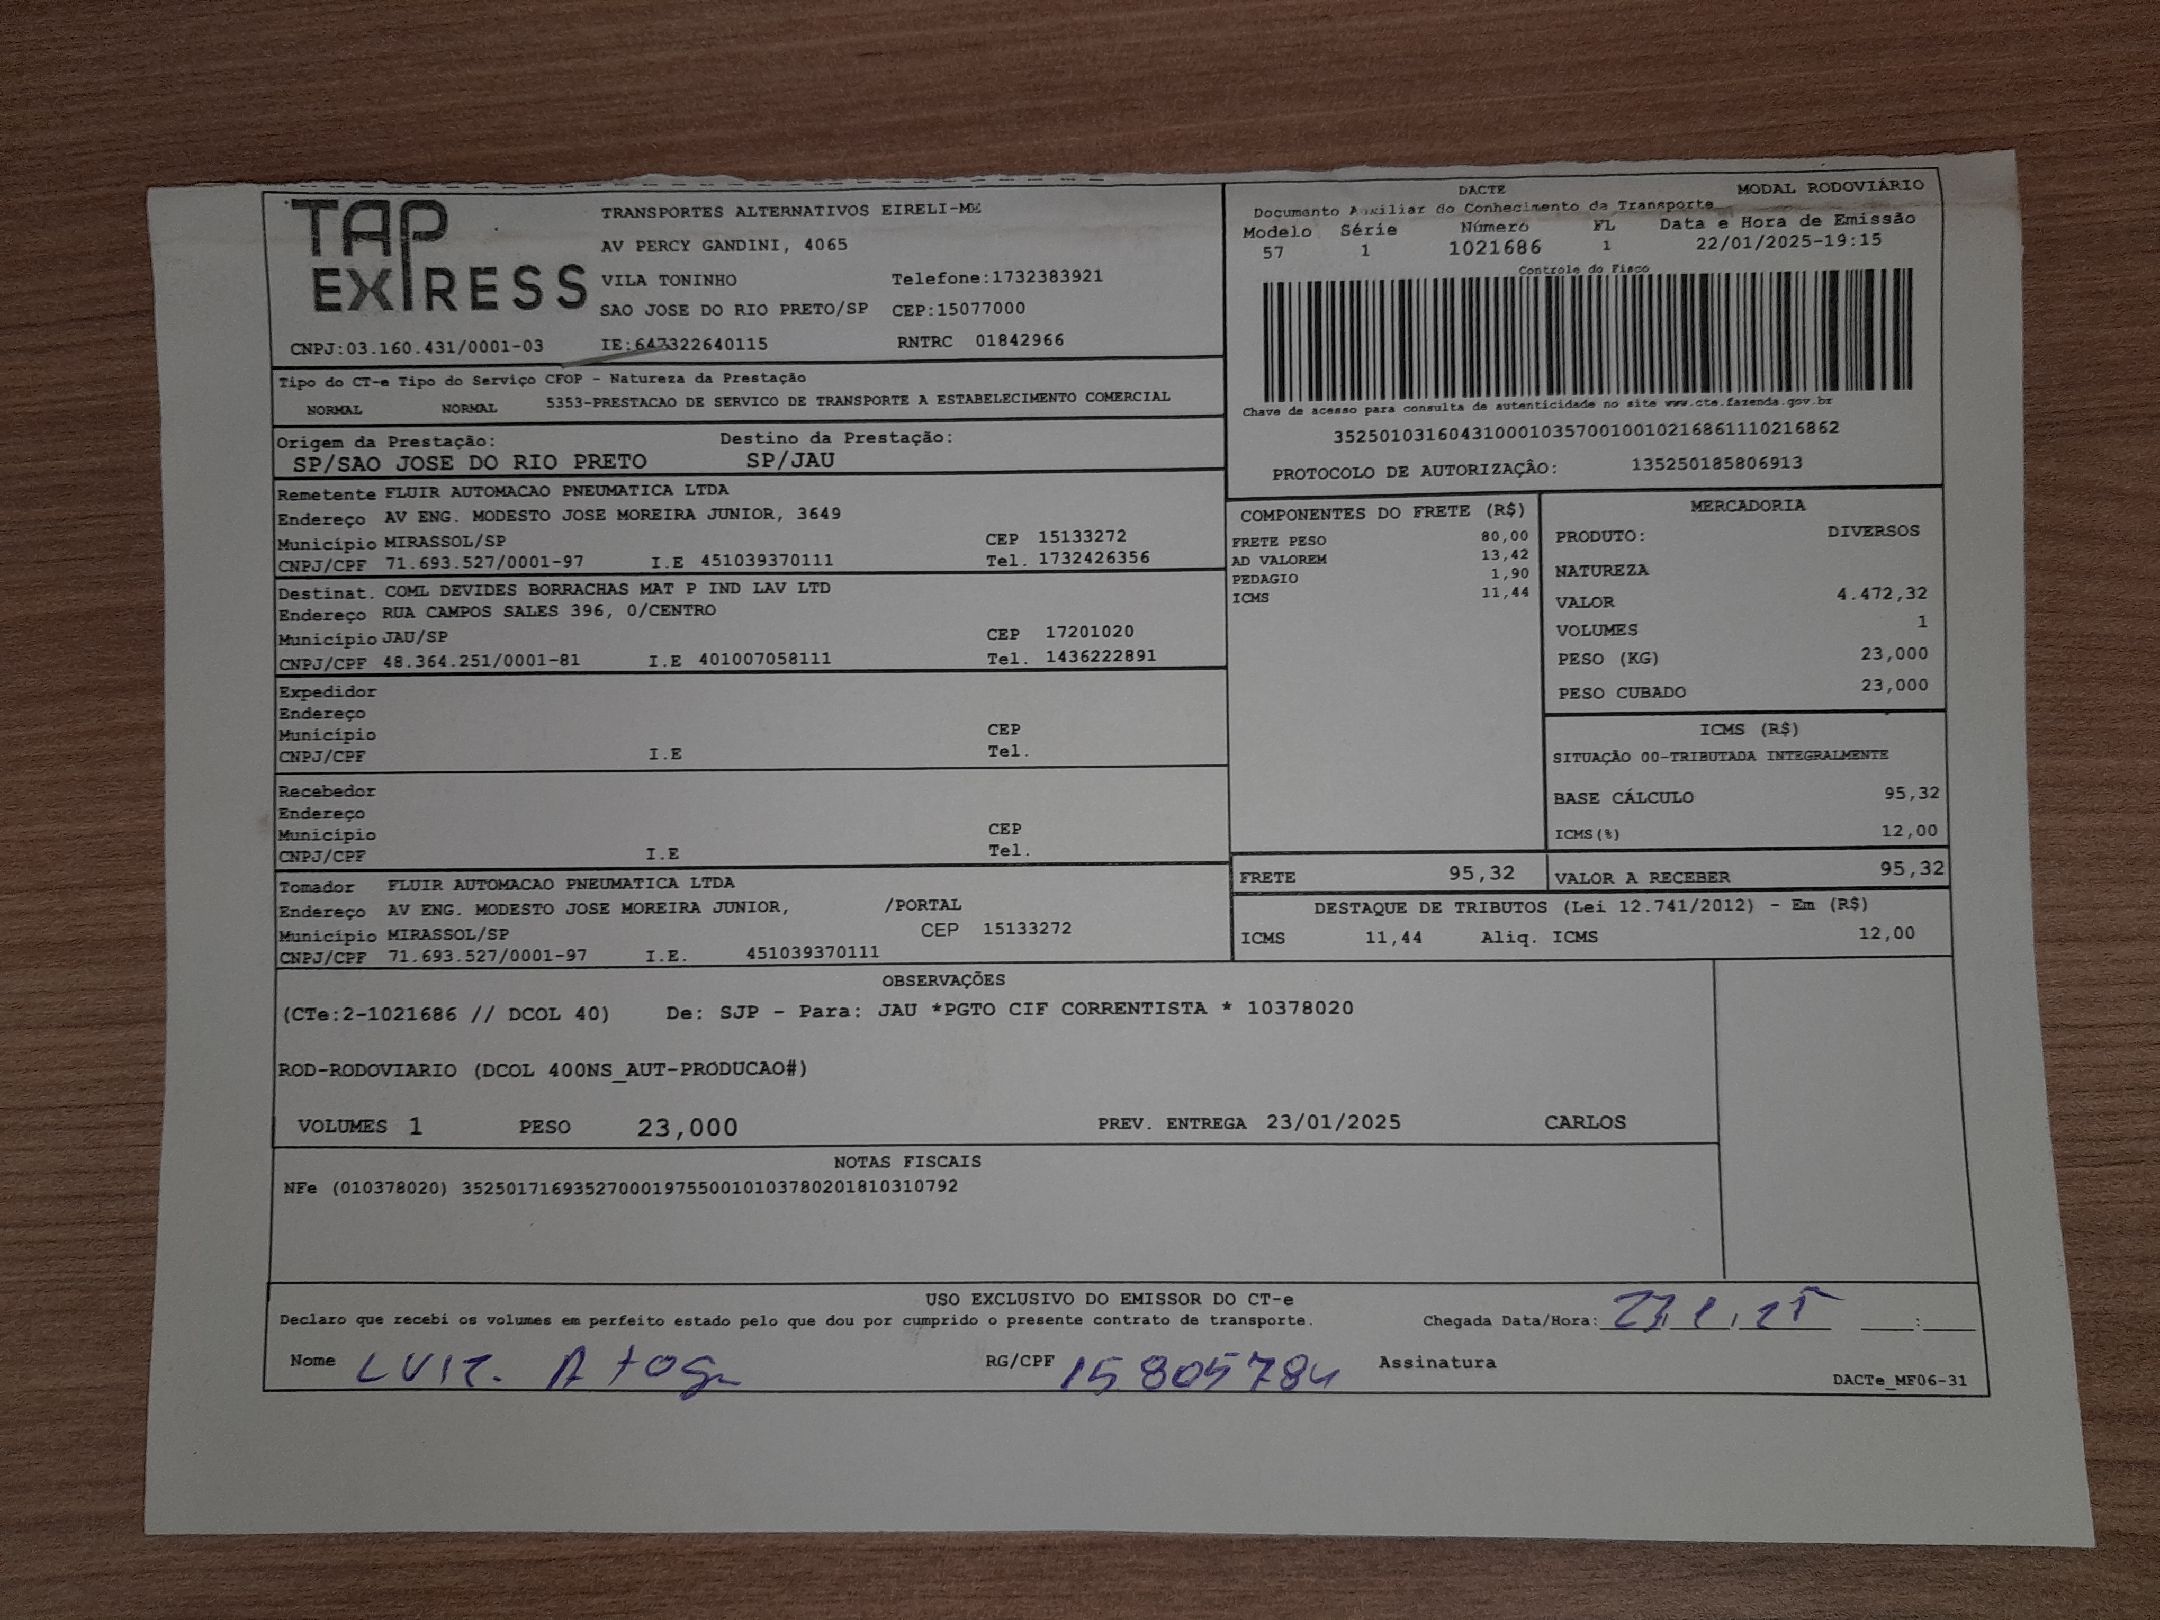 TAP
EXPRESS
TRANSPORTES ALTERNATIVOS EIRELI-ME
AV PERCY GANDINI, 4065
VILA TONINHO Telefone:1732383921
SAO JOSE DO RIO PRETO/SP CEP:15077000
CNPJ:03.160.431/0001-03 IE:647322640115 RNTRC 01842966
DACTE MODAL RODOVIÁRIO
Documento Auxiliar do Conhecimento de Transporte
Modelo Série Número FL Data e Hora de Emissão
57 1 1021686 1 22/01/2025-19:15
Controle do Fisco
Chave de acesso para consulta de autenticidade no site www.cte.fazenda.gov.br
35250103160431000103570010010216861110216862
PROTOCOLO DE AUTORIZAÇÃO: 135250185806913
Tipo do CT-e Tipo do Serviço CFOP - Natureza da Prestação
NORMAL NORMAL 5353-PRESTACAO DE SERVICO DE TRANSPORTE A ESTABELECIMENTO COMERCIAL
Origem da Prestação: Destino da Prestação:
SP/SAO JOSE DO RIO PRETO SP/JAU
Remetente FLUIR AUTOMACAO PNEUMATICA LTDA
Endereço AV ENG. MODESTO JOSE MOREIRA JUNIOR, 3649
Município MIRASSOL/SP CEP 15133272
CNPJ/CPF 71.693.527/0001-97 I.E 451039370111 Tel. 1732426356
Destinat. COML DEVIDES BORRACHAS MAT P IND LAV LTD
Endereço RUA CAMPOS SALES 396, 0/CENTRO
Município JAU/SP CEP 17201020
CNPJ/CPF 48.364.251/0001-81 I.E 401007058111 Tel. 1436222891
Expedidor
Endereço
Município CEP
CNPJ/CPF I.E Tel.
Recebedor
Endereço
Município CEP
CNPJ/CPF I.E Tel.
Tomador FLUIR AUTOMACAO PNEUMATICA LTDA
Endereço AV ENG. MODESTO JOSE MOREIRA JUNIOR, /PORTAL
Município MIRASSOL/SP CEP 15133272
CNPJ/CPF 71.693.527/0001-97 I.E. 451039370111
COMPONENTES DO FRETE (R$)
FRETE PESO 80,00
AD VALOREM 13,42
PEDAGIO 1,90
ICMS 11,44
MERCADORIA
PRODUTO: DIVERSOS
NATUREZA
VALOR 4.472,32
VOLUMES 1
PESO (KG) 23,000
PESO CUBADO 23,000
ICMS (R$)
SITUAÇÃO 00-TRIBUTADA INTEGRALMENTE
BASE CÁLCULO 95,32
ICMS(%) 12,00
FRETE 95,32 VALOR A RECEBER 95,32
DESTAQUE DE TRIBUTOS (Lei 12.741/2012) - Em (R$)
ICMS 11,44 Aliq. ICMS 12,00
OBSERVAÇÕES
(CTe:2-1021686 // DCOL 40) De: SJP - Para: JAU *PGTO CIF CORRENTISTA * 10378020
ROD-RODOVIARIO (DCOL 400NS_AUT-PRODUCAO#)
VOLUMES 1 PESO 23,000 PREV. ENTREGA 23/01/2025 CARLOS
NOTAS FISCAIS
NFe (010378020) 35250171693527000197550010103780201810310792
USO EXCLUSIVO DO EMISSOR DO CT-e
Declaro que recebi os volumes em perfeito estado pelo que dou por cumprido o presente contrato de transporte. Chegada Data/Hora: 23.1.25 :
Nome LUIZ. RG/CPF 15805784 Assinatura
DACTe_MF06-31